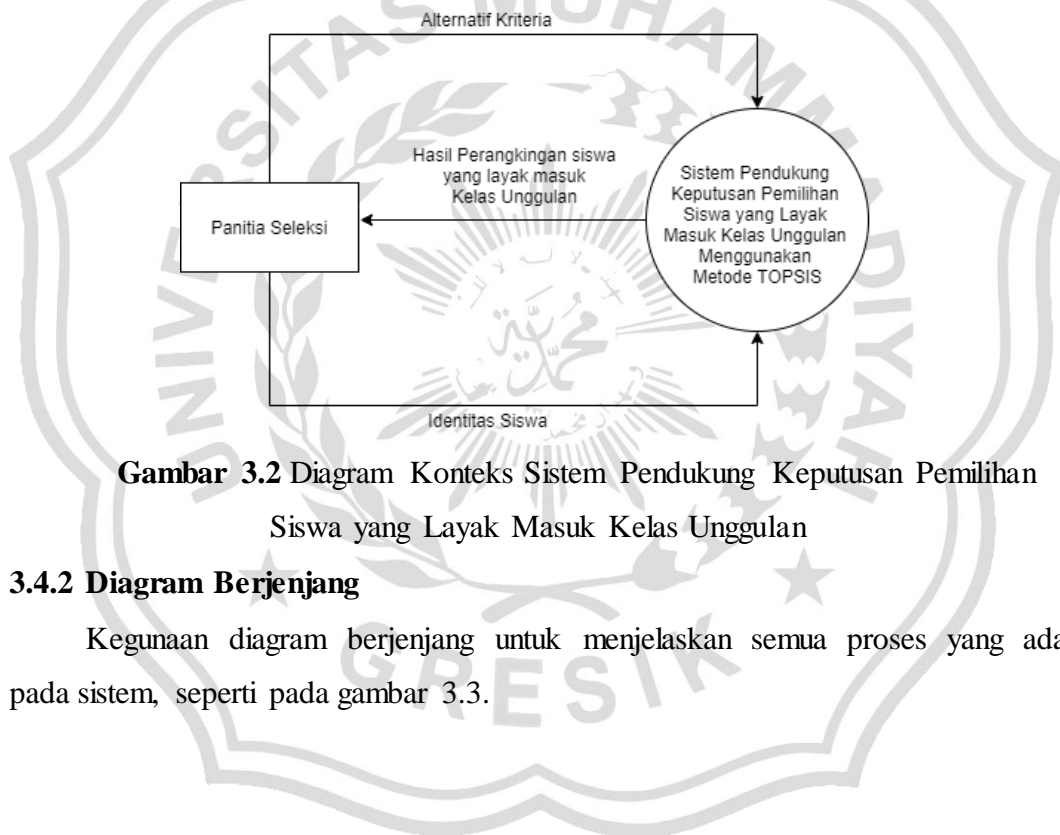 Alternatif Kriteria
Hasil Perangkingan siswa
yang layak masuk
Kelas Unggulan
Panitia Seleksi
Sistem Pendukung
Keputusan Pemilihan
Siswa yang Layak
Masuk Kelas Unggulan
Menggunakan
Metode TOPSIS
Identitas Siswa
Gambar 3.2 Diagram Konteks Sistem Pendukung Keputusan Pemilihan
Siswa yang Layak Masuk Kelas Unggulan
3.4.2 Diagram Berjenjang
Kegunaan diagram berjenjang untuk menjelaskan semua proses yang ada
pada sistem, seperti pada gambar 3.3.
UNIVERSITAS MUHAMMADIYAH
GRESIK